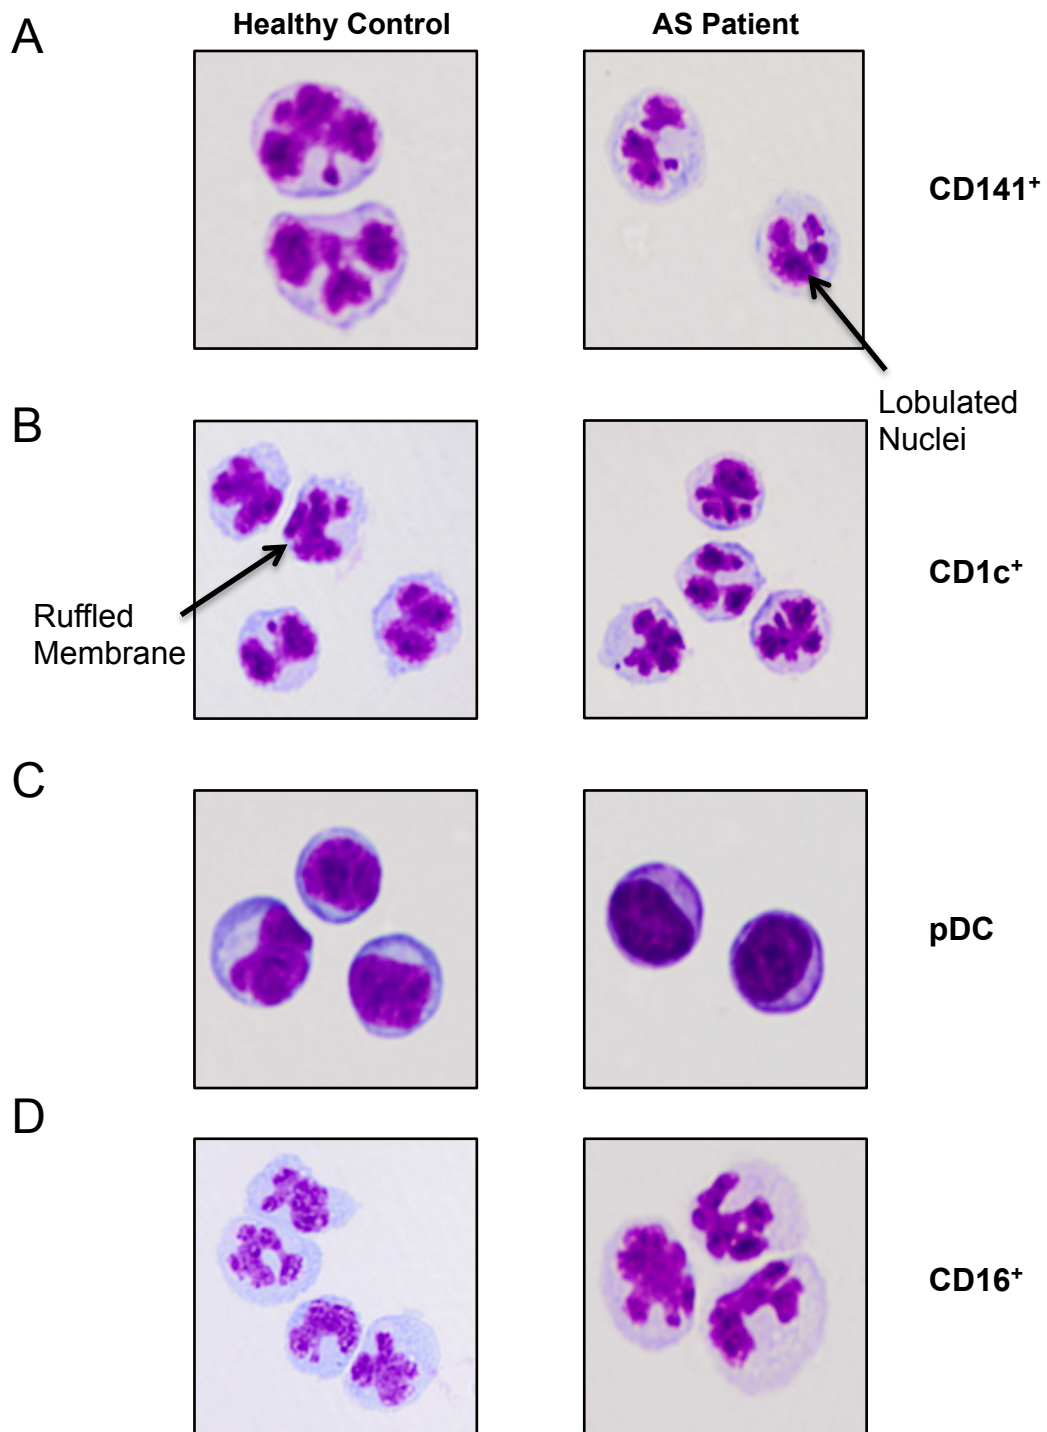 A
Healthy Control
AS Patient
CD141⁺
Lobulated
Nuclei
B
CD1c⁺
Ruffled
Membrane
C
pDC
D
CD16⁺